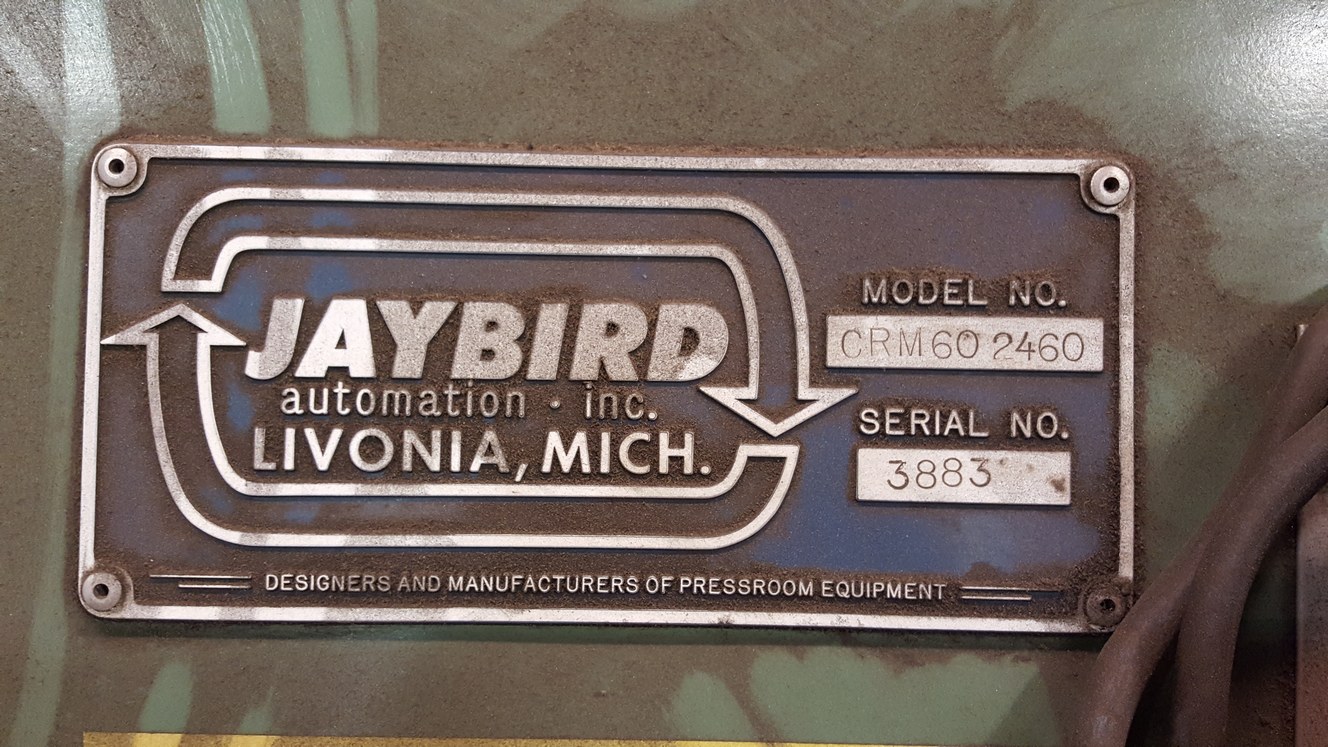 JAYBIRD
automation · inc.
LIVONIA, MICH.
MODEL NO.
CRM60 2460
SERIAL NO.
3883
DESIGNERS AND MANUFACTURERS OF PRESSROOM EQUIPMENT